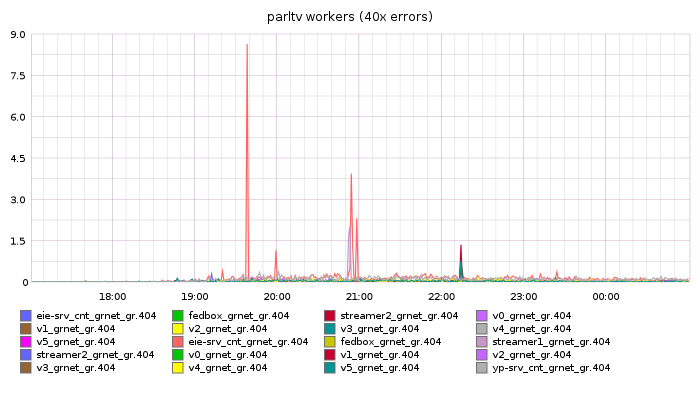 parltv workers (40x errors)
9.0
7.5
6.0
4.5
3.0
1.5
0
18:00 19:00 20:00 21:00 22:00 23:00 00:00
eie-srv_cnt_grnet_gr.404 fedbox_grnet_gr.404 streamer2_grnet_gr.404 v0_grnet_gr.404
v1_grnet_gr.404 v2_grnet_gr.404 v3_grnet_gr.404 v4_grnet_gr.404
v5_grnet_gr.404 eie-srv_cnt_grnet_gr.404 fedbox_grnet_gr.404 streamer1_grnet_gr.404
streamer2_grnet_gr.404 v0_grnet_gr.404 v1_grnet_gr.404 v2_grnet_gr.404
v3_grnet_gr.404 v4_grnet_gr.404 v5_grnet_gr.404 yp-srv_cnt_grnet_gr.404